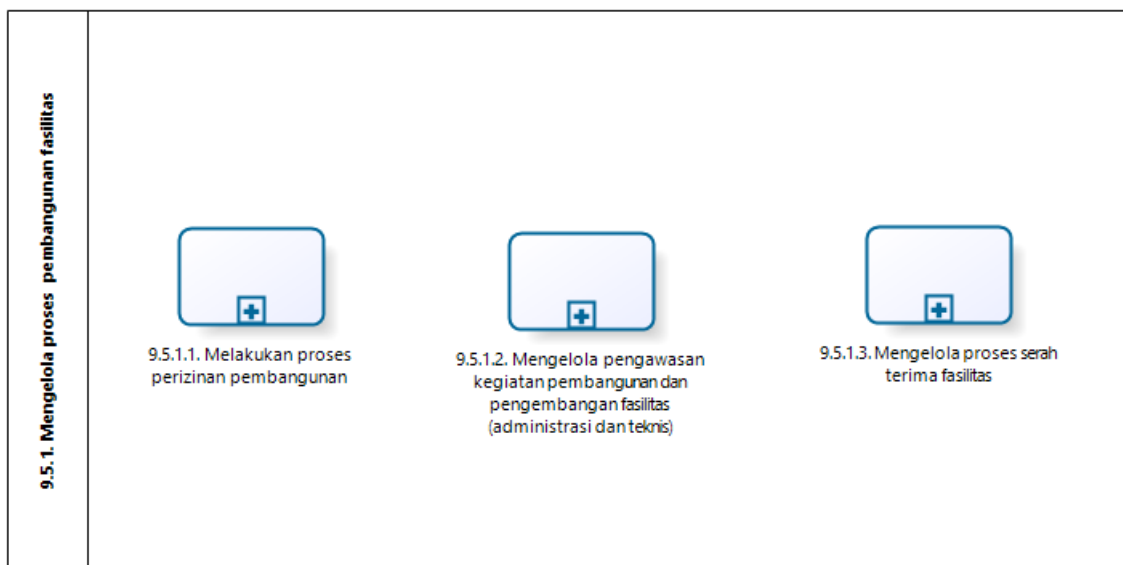 9.5.1. Mengelola proses pembangunan fasilitas
9.5.1.1. Melakukan proses
perizinan pembangunan
9.5.1.2. Mengelola pengawasan
kegiatan pembangunan dan
pengembangan fasilitas
(administrasi dan teknis)
9.5.1.3. Mengelola proses serah
terima fasilitas